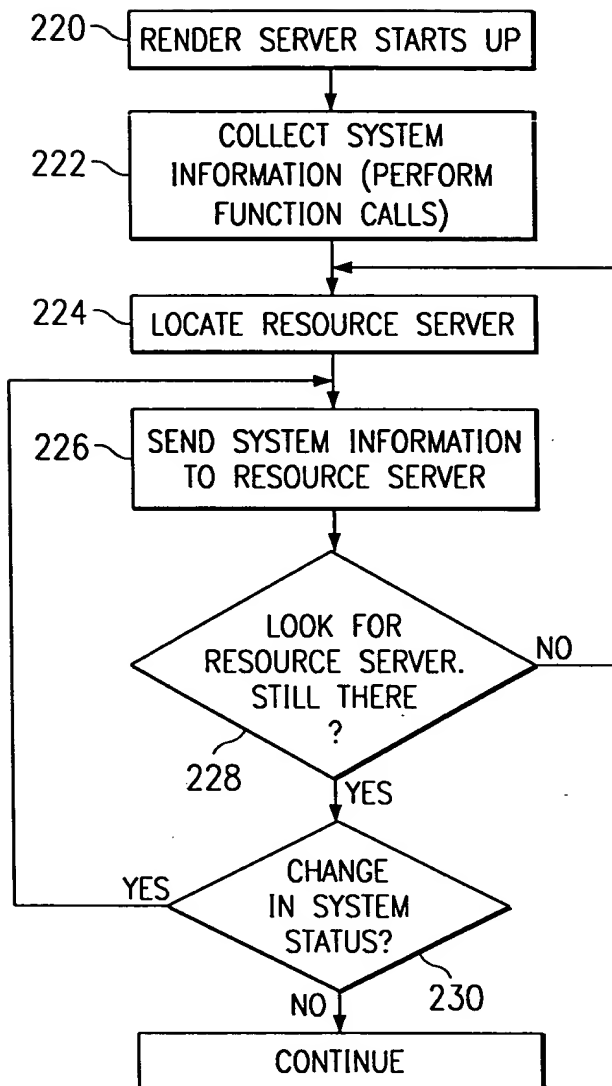 220
RENDER SERVER STARTS UP
222
COLLECT SYSTEM
INFORMATION (PERFORM
FUNCTION CALLS)
224
LOCATE RESOURCE SERVER
226
SEND SYSTEM INFORMATION
TO RESOURCE SERVER
LOOK FOR
RESOURCE SERVER.
STILL THERE
?
NO
228
YES
CHANGE
IN SYSTEM
STATUS?
YES
230
NO
CONTINUE